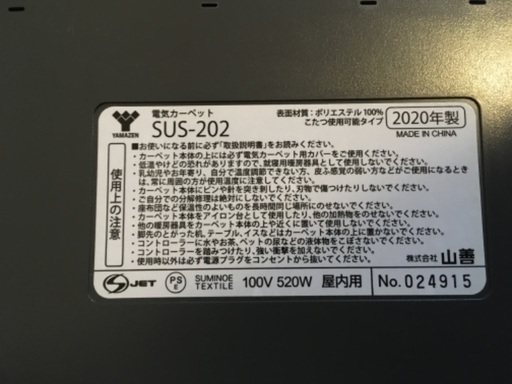 YAMAZEN
電気カーペット
SUS-202
表面材質：ポリエステル100%
こたつ使用可能タイプ
2020年製
MADE IN CHINA
使用上の注意
■お使いになる前に必ず「取扱説明書」をお読みください。
・カーペット本体の上には必ず電気カーペット用カバーをご使用ください。
・低温やけどの恐れがありますので、就寝用暖房器具として使用しないでください。
・乳幼児やお年寄り、自分で温度調節できない方、皮ふ感覚の弱い方などがご使用になるときは、常に周囲の方が使用温度に注意してください。
・カーペット本体にピンや針を突き刺したり、刃物で傷つけたりしないでください。
・ご自分での分解修理は絶対にしないでください。
・座布団など保温性のよいものを長時間同じ場所にのせないでください。
・カーペット本体をアイロン台として使用したり、他の加熱物をのせないでください。
・他の暖房器具をカーペット本体の上や近くに置いて使用しないでください。
・脚先のとがった机、テーブル、イスなどはカーペット本体の上に置かないでください。
・コントローラーに水やお茶、ペットの尿などの液体物をこぼさないでください。
・コントローラーを踏みつけたり、強い衝撃を加えないでください。
・使用時以外は必ず電源プラグをコンセントから抜いてください。
株式会社 山善
S JET
PS E
SUMINOE TEXTILE
100V 520W 屋内用
No.024915